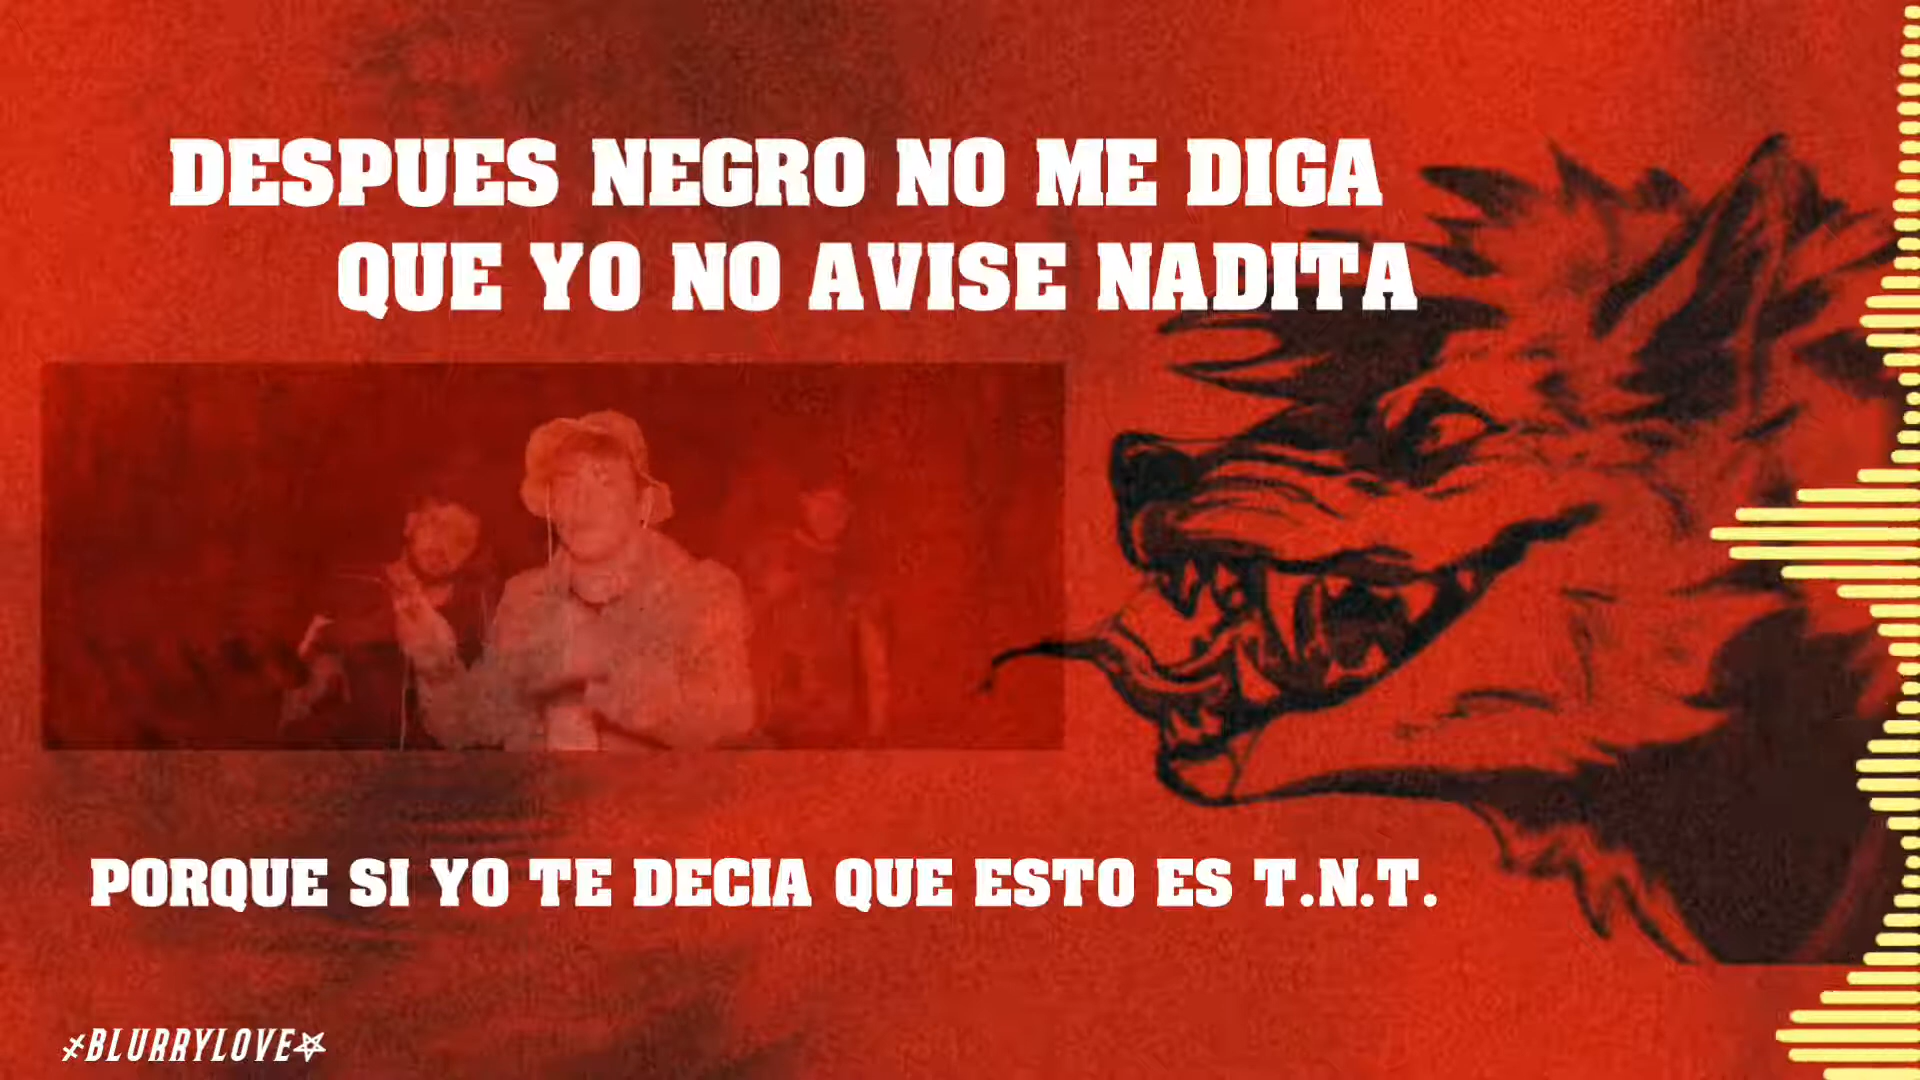 DESPUES NEGRO NO ME DIGA
QUE YO NO AVISE NADITA
PORQUE SI YO TE DECIA QUE ESTO ES T.N.T.
BLURRYLOVE